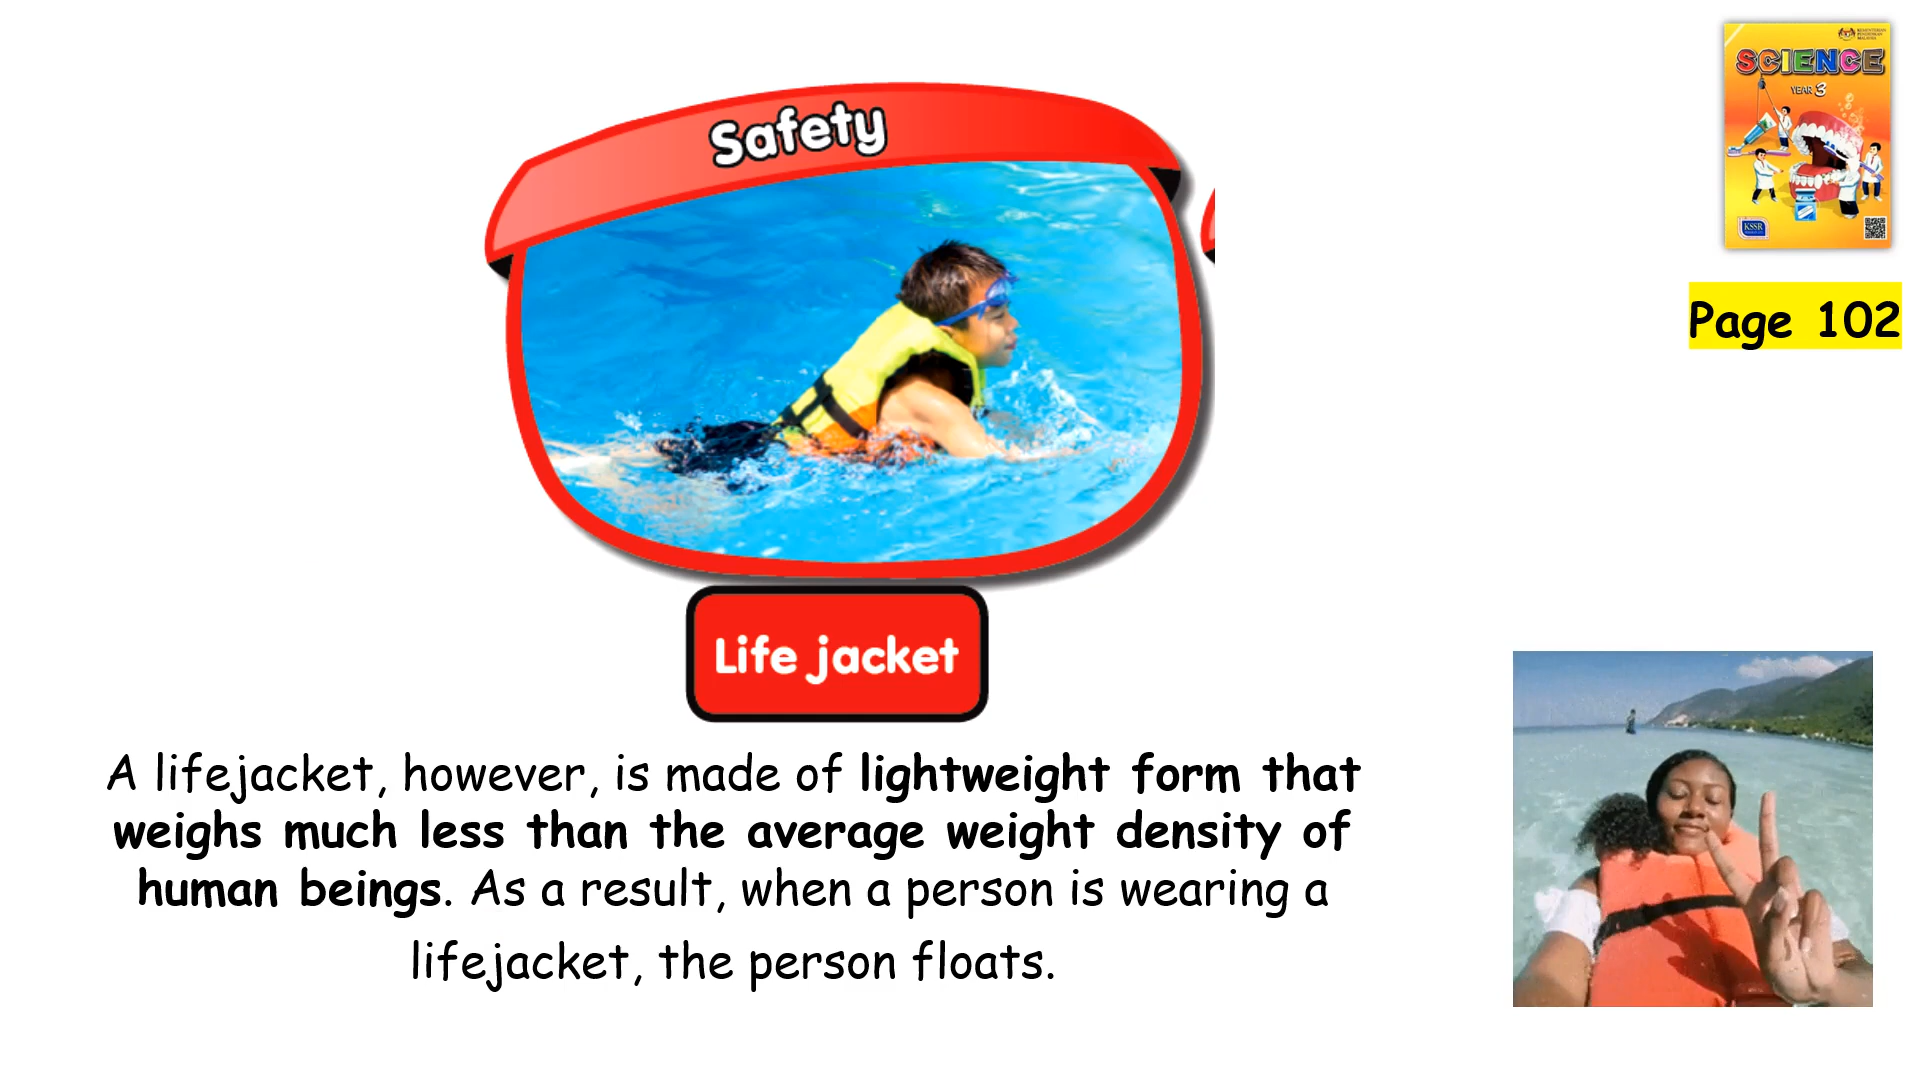 Safety
Life jacket
A lifejacket, however, is made of lightweight form that
weighs much less than the average weight density of
human beings. As a result, when a person is wearing a
lifejacket, the person floats.
SCIENCE
YEAR 3
KSSR
Page 102